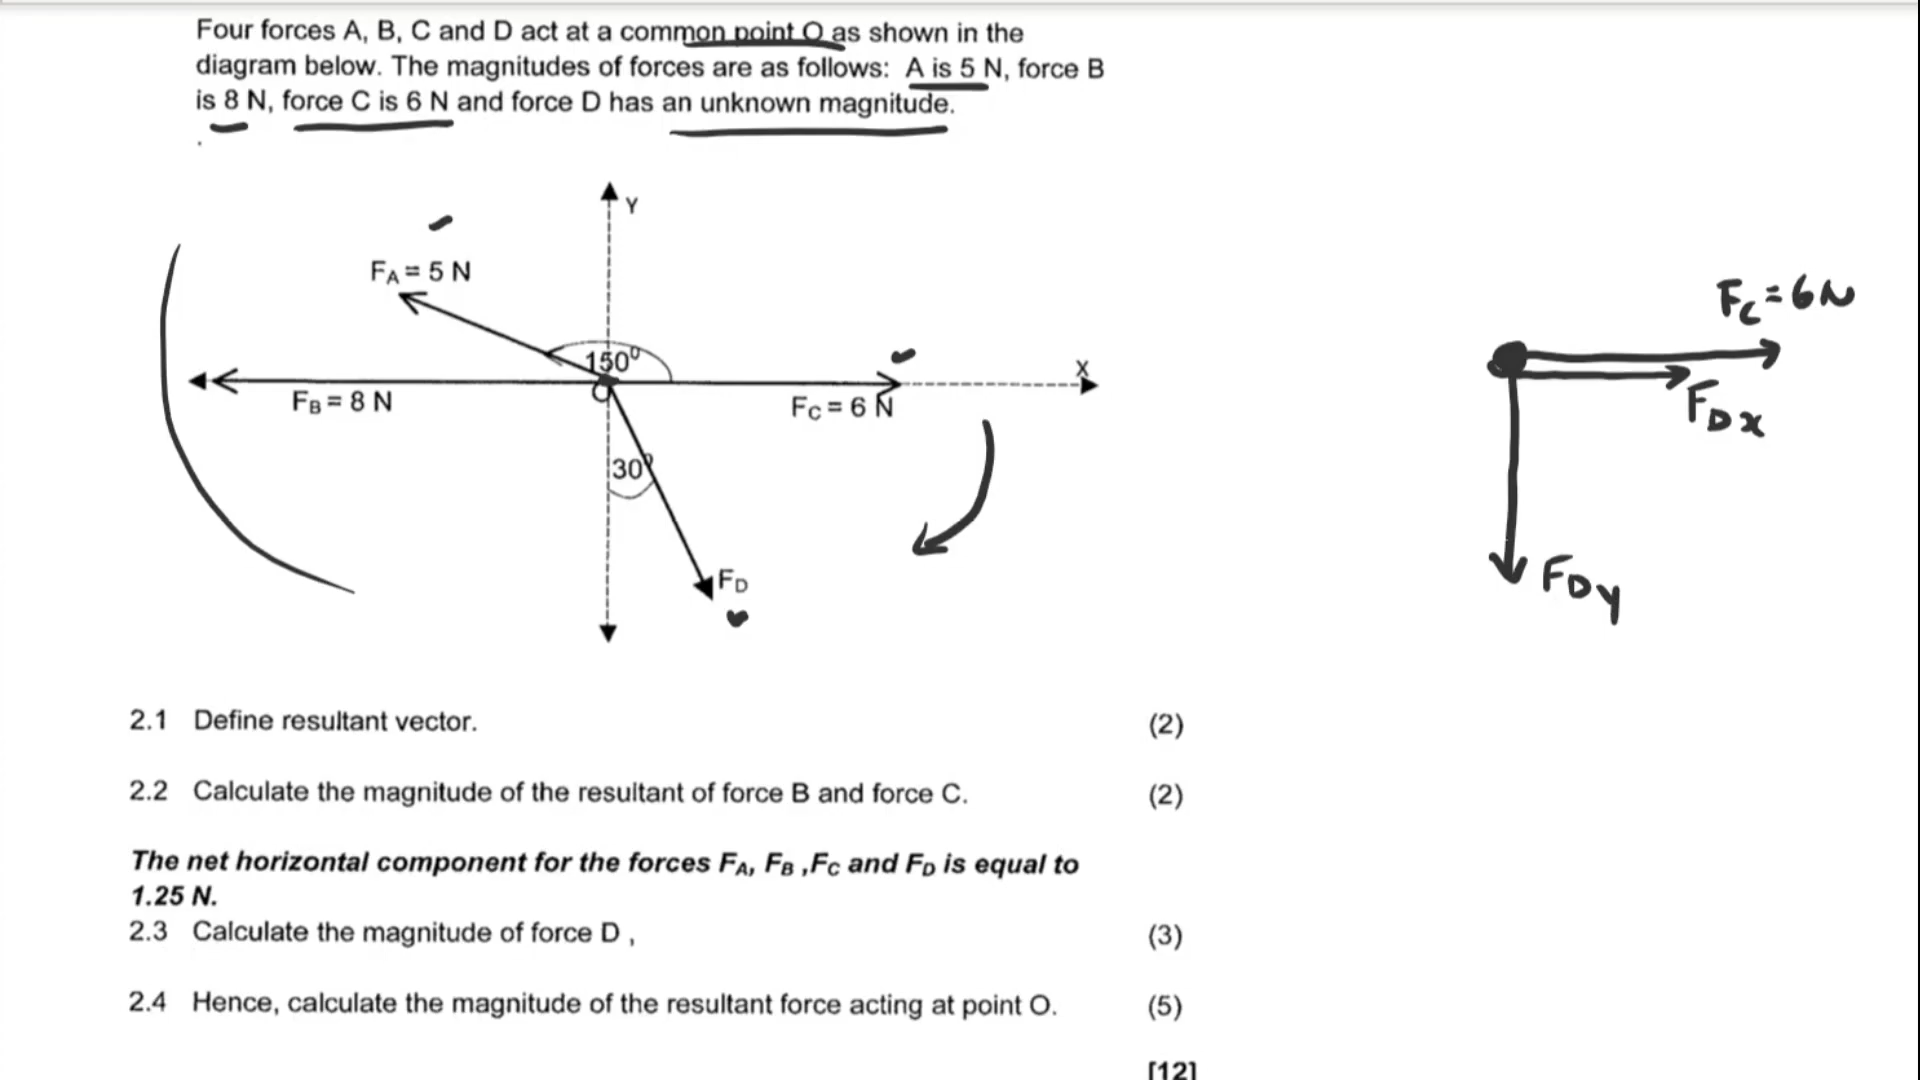 Four forces A, B, C and D act at a common point O as shown in the
diagram below. The magnitudes of forces are as follows: A is 5 N, force B
is 8 N, force C is 6 N and force D has an unknown magnitude.
Y
FA = 5 N
150⁰
X
O
FB = 8 N
FC = 6 N
30⁰
FD
FC = 6N
FDx
FDy
2.1 Define resultant vector. (2)
2.2 Calculate the magnitude of the resultant of force B and force C. (2)
The net horizontal component for the forces FA, FB ,FC and FD is equal to
1.25 N.
2.3 Calculate the magnitude of force D , (3)
2.4 Hence, calculate the magnitude of the resultant force acting at point O. (5)
[12]